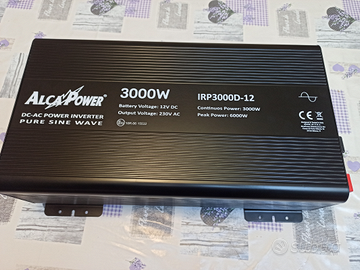 ALCAPOWER
DC-AC POWER INVERTER
PURE SINE WAVE
3000W
Battery Voltage: 12V DC
Output Voltage: 230V AC
IRP3000D-12
Continuos Power: 3000W
Peak Power: 6000W
CE